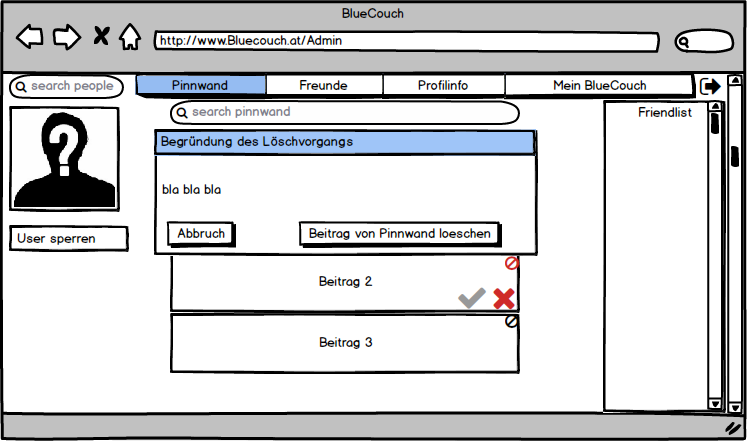 BlueCouch
http://www.Bluecouch.at/Admin
search people
Pinnwand
Freunde
Profilinfo
Mein BlueCouch
search pinnwand
Friendlist
Begründung des Löschvorgangs
bla bla bla
User sperren
Abbruch
Beitrag von Pinnwand loeschen
Beitrag 2
Beitrag 3